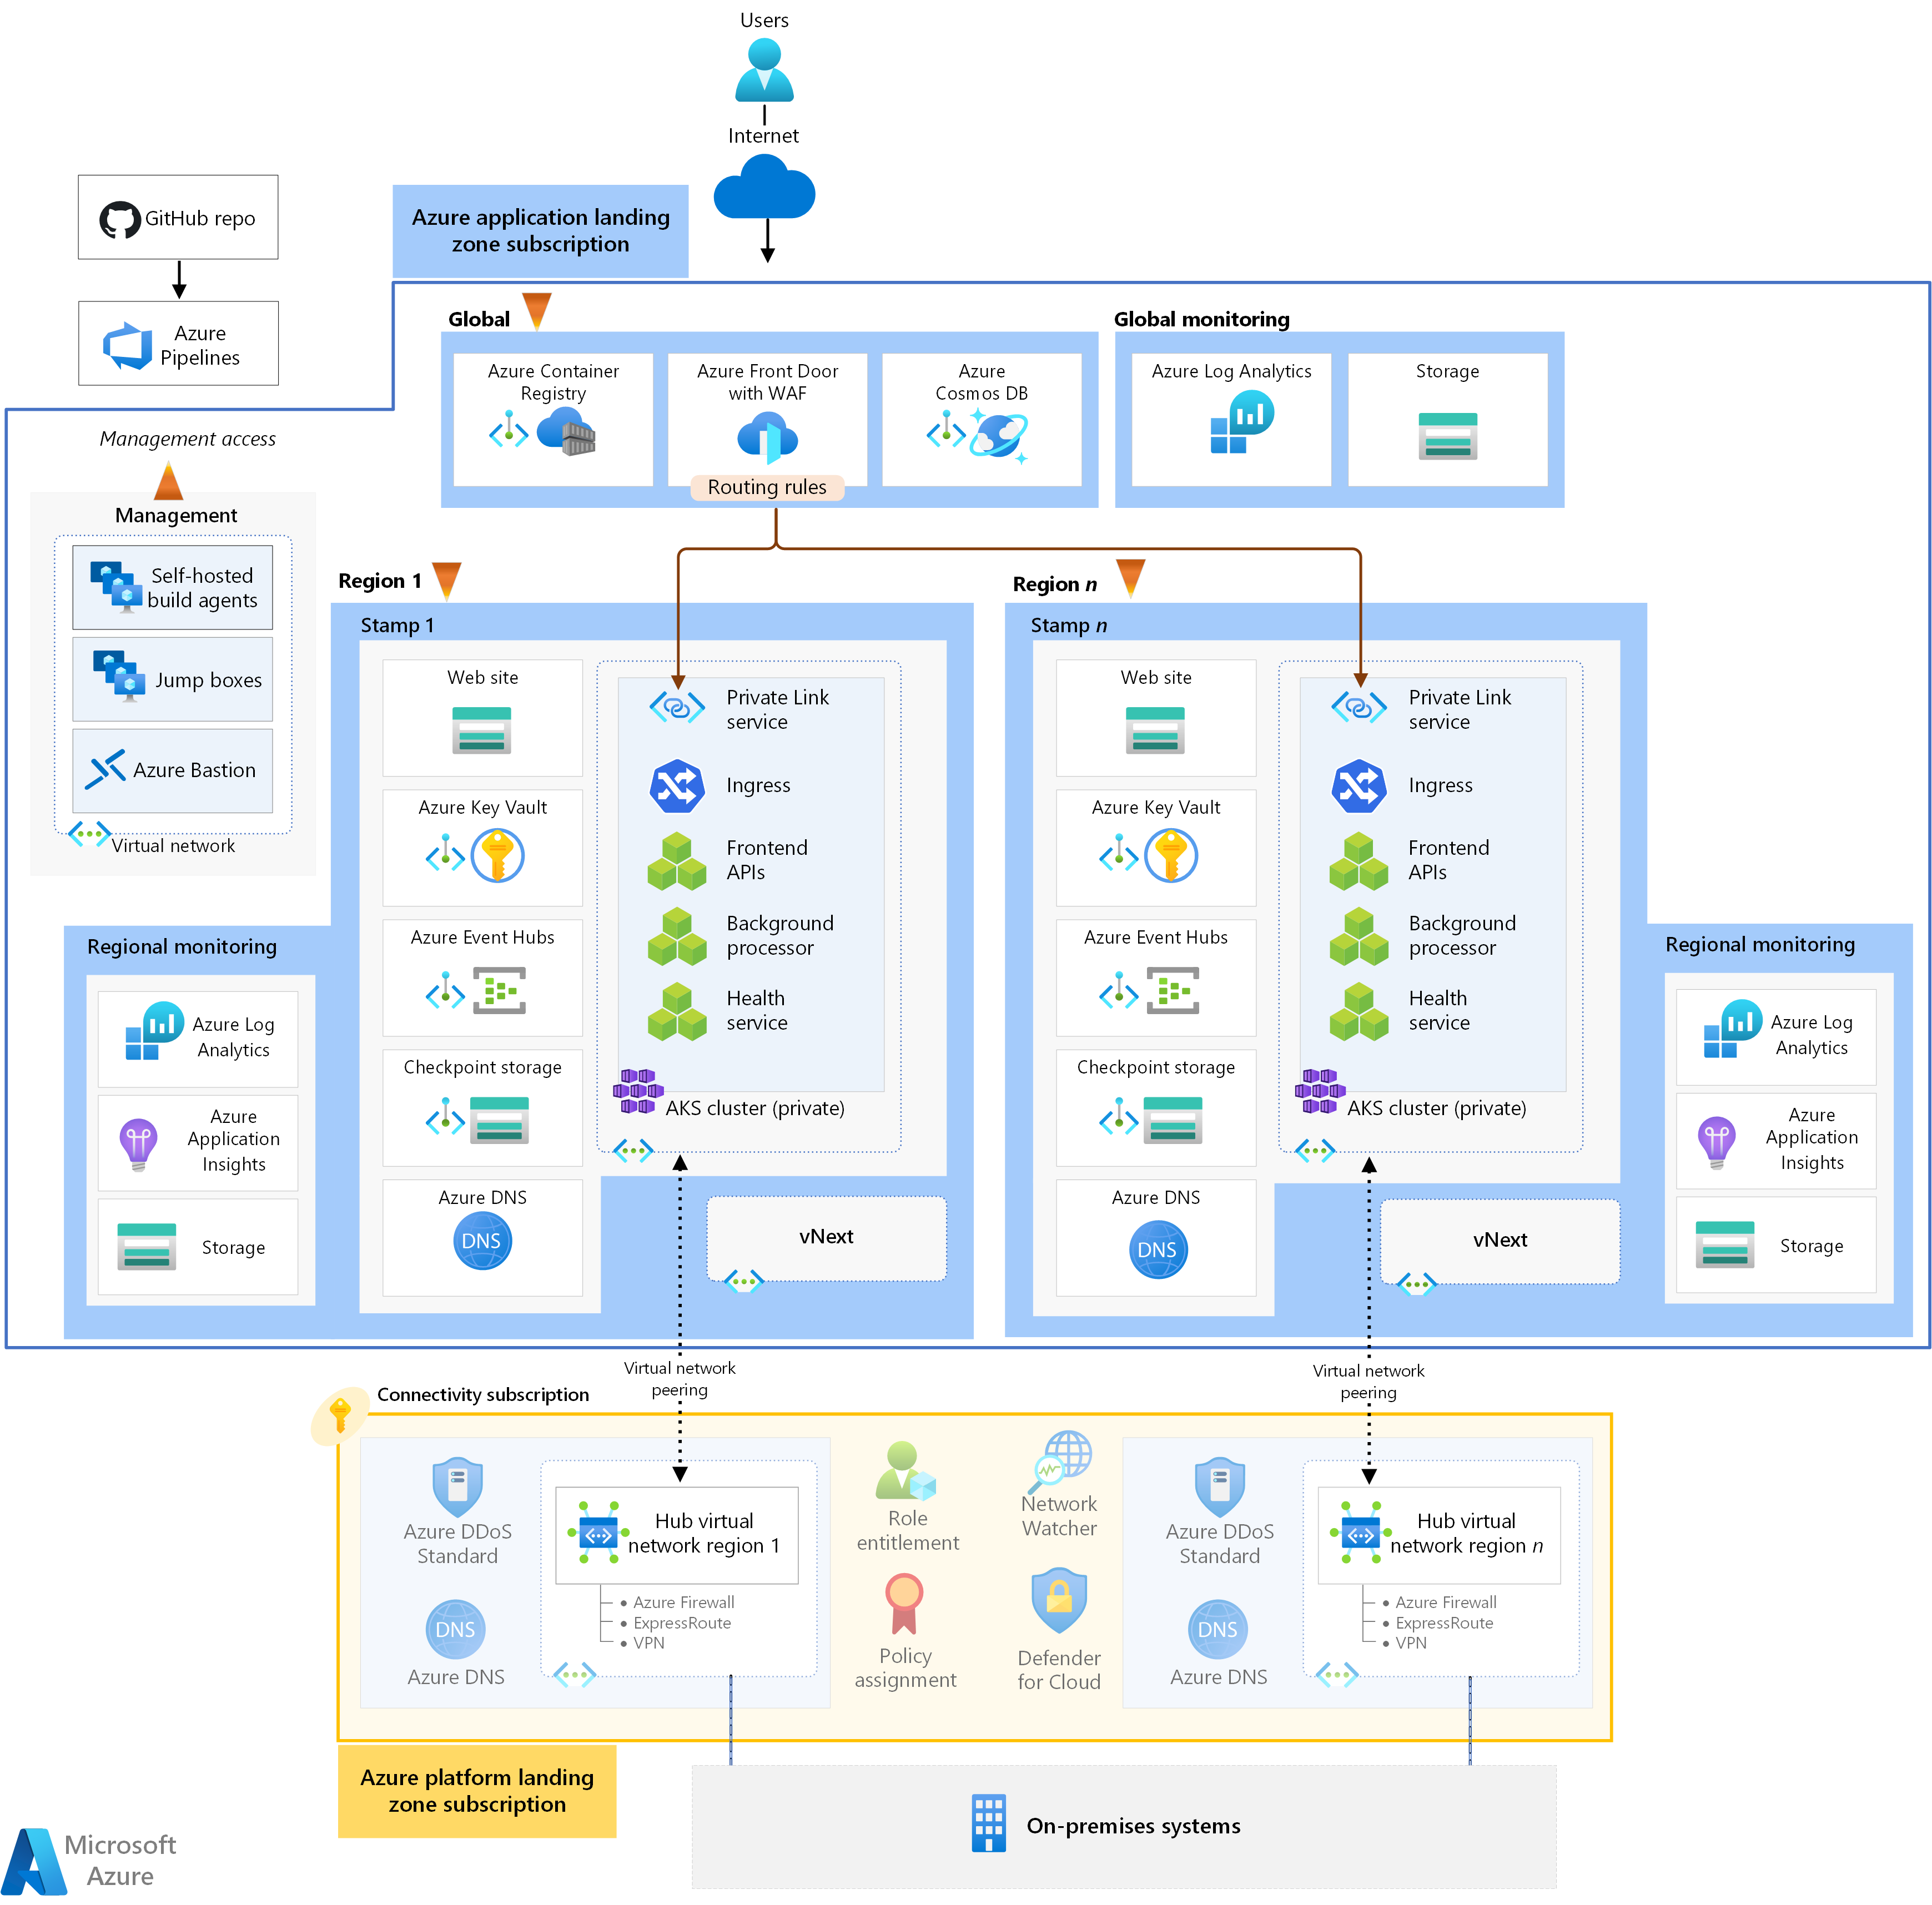 Users
Internet
GitHub repo
Azure
Pipelines
Azure application landing
zone subscription
Global
Azure Container
Registry
Azure Front Door
with WAF
Routing rules
Azure
Cosmos DB
Global monitoring
Azure Log Analytics
Storage
Management access
Management
Self-hosted
build agents
Jump boxes
Azure Bastion
Virtual network
Region 1
Stamp 1
Web site
Azure Key Vault
Azure Event Hubs
Checkpoint storage
Azure DNS
DNS
Private Link
service
Ingress
Frontend
APIs
Background
processor
Health
service
AKS cluster (private)
vNext
Regional monitoring
Azure Log
Analytics
Azure
Application
Insights
Storage
Region n
Stamp n
Web site
Azure Key Vault
Azure Event Hubs
Checkpoint storage
Azure DNS
DNS
Private Link
service
Ingress
Frontend
APIs
Background
processor
Health
service
AKS cluster (private)
vNext
Regional monitoring
Azure Log
Analytics
Azure
Application
Insights
Storage
Virtual network
peering
Virtual network
peering
Connectivity subscription
Azure DDoS
Standard
DNS
Azure DNS
Hub virtual
network region 1
• Azure Firewall
• ExpressRoute
• VPN
Role
entitlement
Network
Watcher
Policy
assignment
Defender
for Cloud
Azure DDoS
Standard
DNS
Azure DNS
Hub virtual
network region n
• Azure Firewall
• ExpressRoute
• VPN
Azure platform landing
zone subscription
On-premises systems
Microsoft
Azure